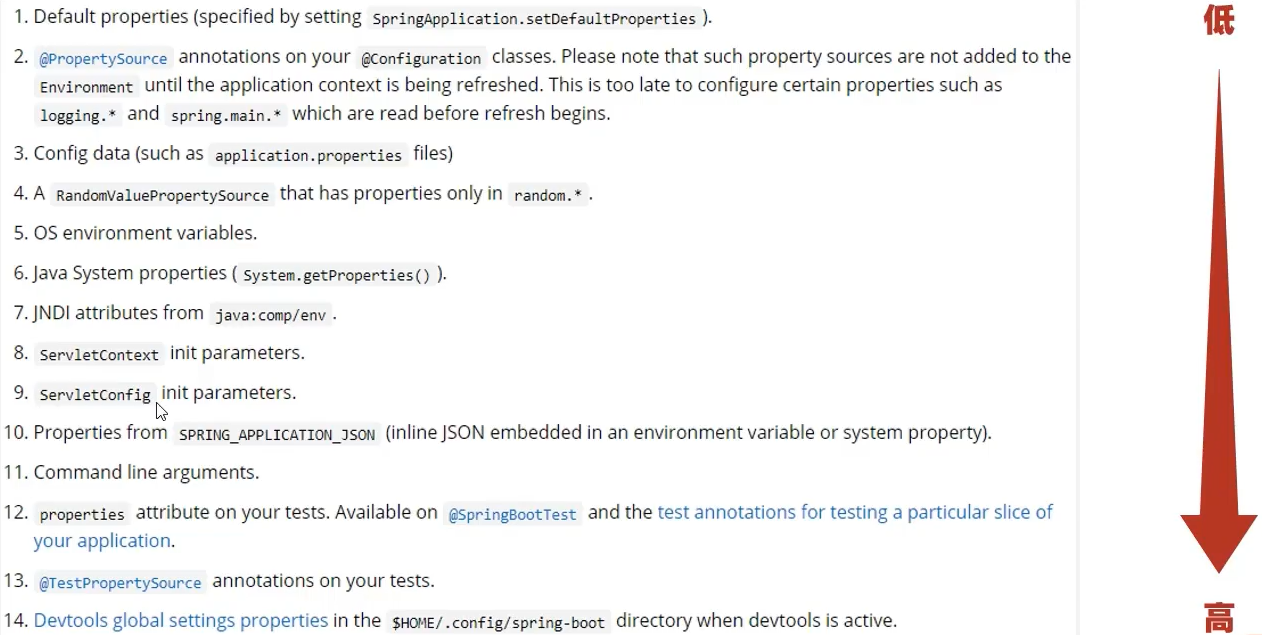 1. Default properties (specified by setting SpringApplication.setDefaultProperties ).
低
2. @PropertySource annotations on your @Configuration classes. Please note that such property sources are not added to the
Environment until the application context is being refreshed. This is too late to configure certain properties such as
logging.* and spring.main.* which are read before refresh begins.
3. Config data (such as application.properties files)
4. A RandomValuePropertySource that has properties only in random.* .
5. OS environment variables.
6. Java System properties ( System.getProperties() ).
7. JNDI attributes from java:comp/env .
8. ServletContext init parameters.
9. ServletConfig init parameters.
10. Properties from SPRING_APPLICATION_JSON (inline JSON embedded in an environment variable or system property).
11. Command line arguments.
12. properties attribute on your tests. Available on @SpringBootTest and the test annotations for testing a particular slice of
your application.
13. @TestPropertySource annotations on your tests.
14. Devtools global settings properties in the $HOME/.config/spring-boot directory when devtools is active.
高